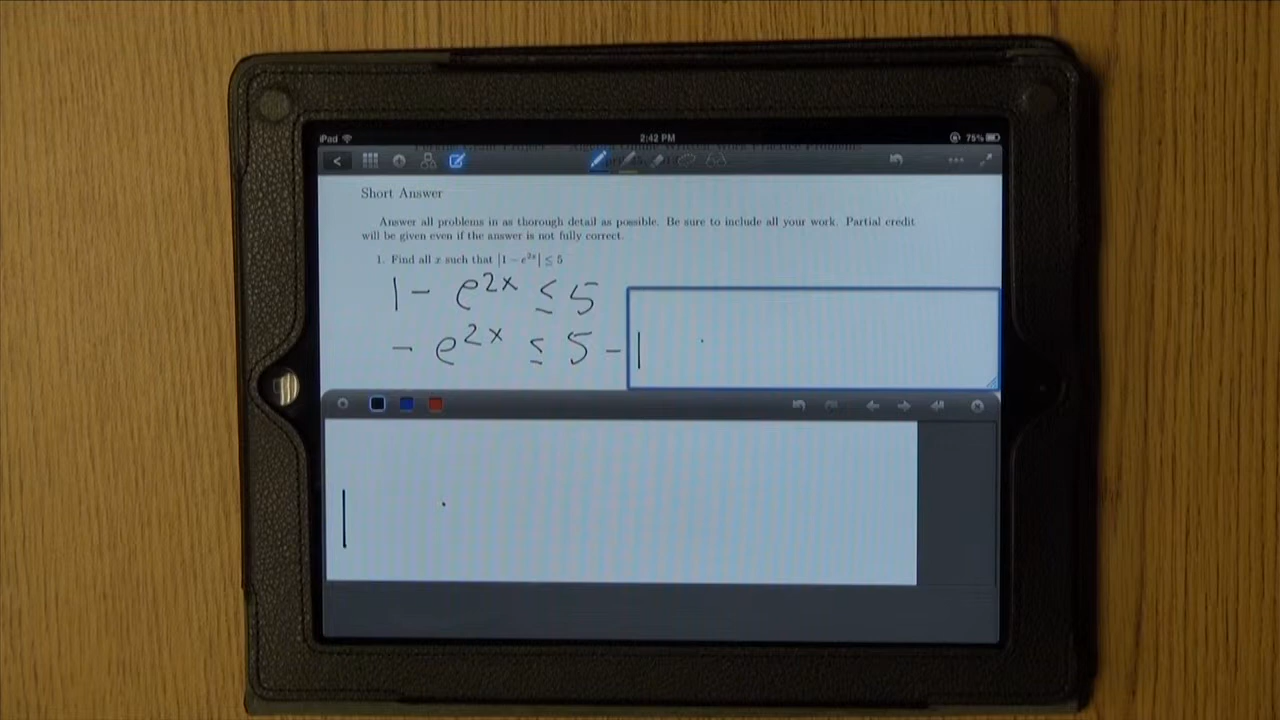 iPad 2:42 PM 75%
Short Answer
Answer all problems in as thorough detail as possible. Be sure to include all your work. Partial credit
will be given even if the answer is not fully correct.
1. Find all x such that |1 − e^{2x}| ≤ 5
1 − e^{2x} ≤ 5
− e^{2x} ≤ 5 − 1
1